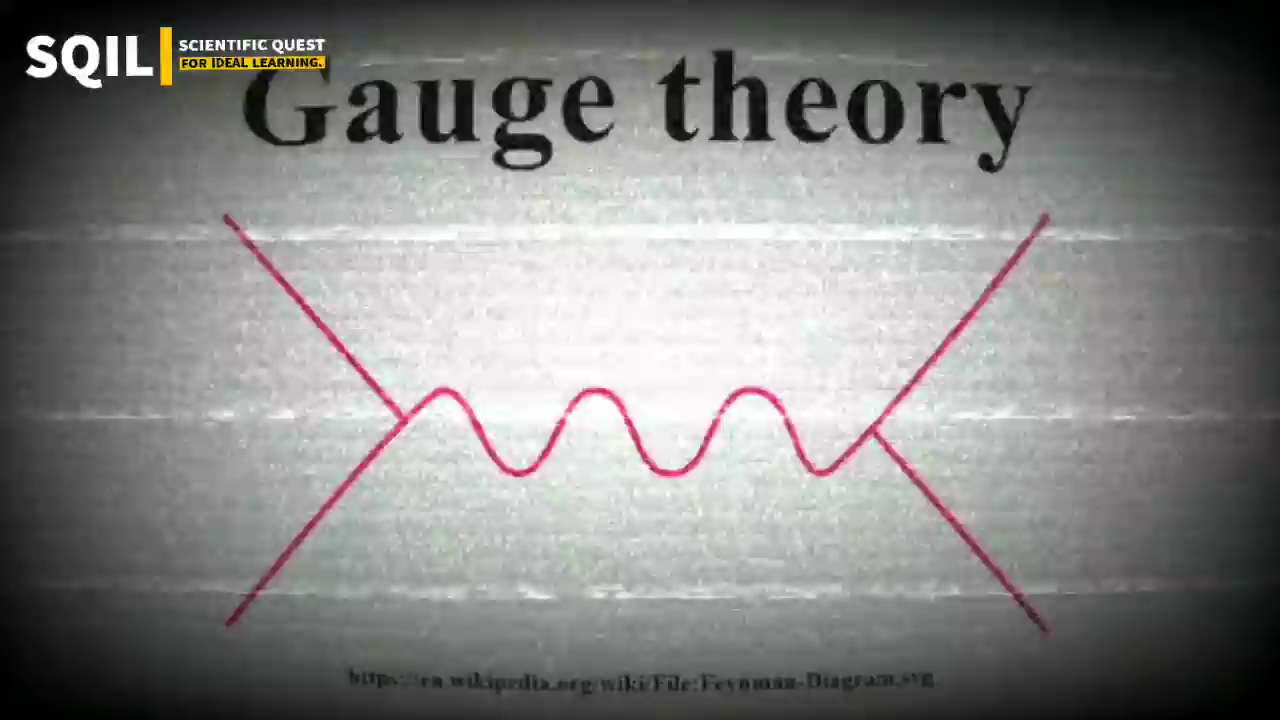 SQIL
SCIENTIFIC QUEST
FOR IDEAL LEARNING.
Gauge theory
https://en.wikipedia.org/wiki/File:Feynman-Diagram.svg